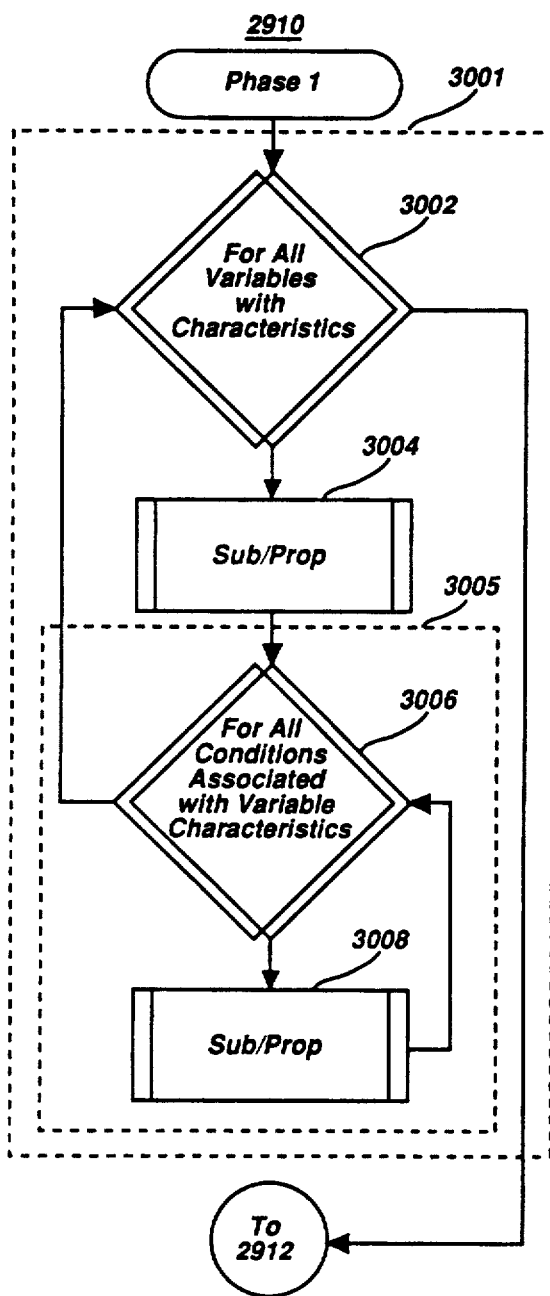 2910
Phase 1
3001
3002
For All
Variables
with
Characteristics
3004
Sub/Prop
3005
3006
For All
Conditions
Associated
with Variable
Characteristics
3008
Sub/Prop
To
2912